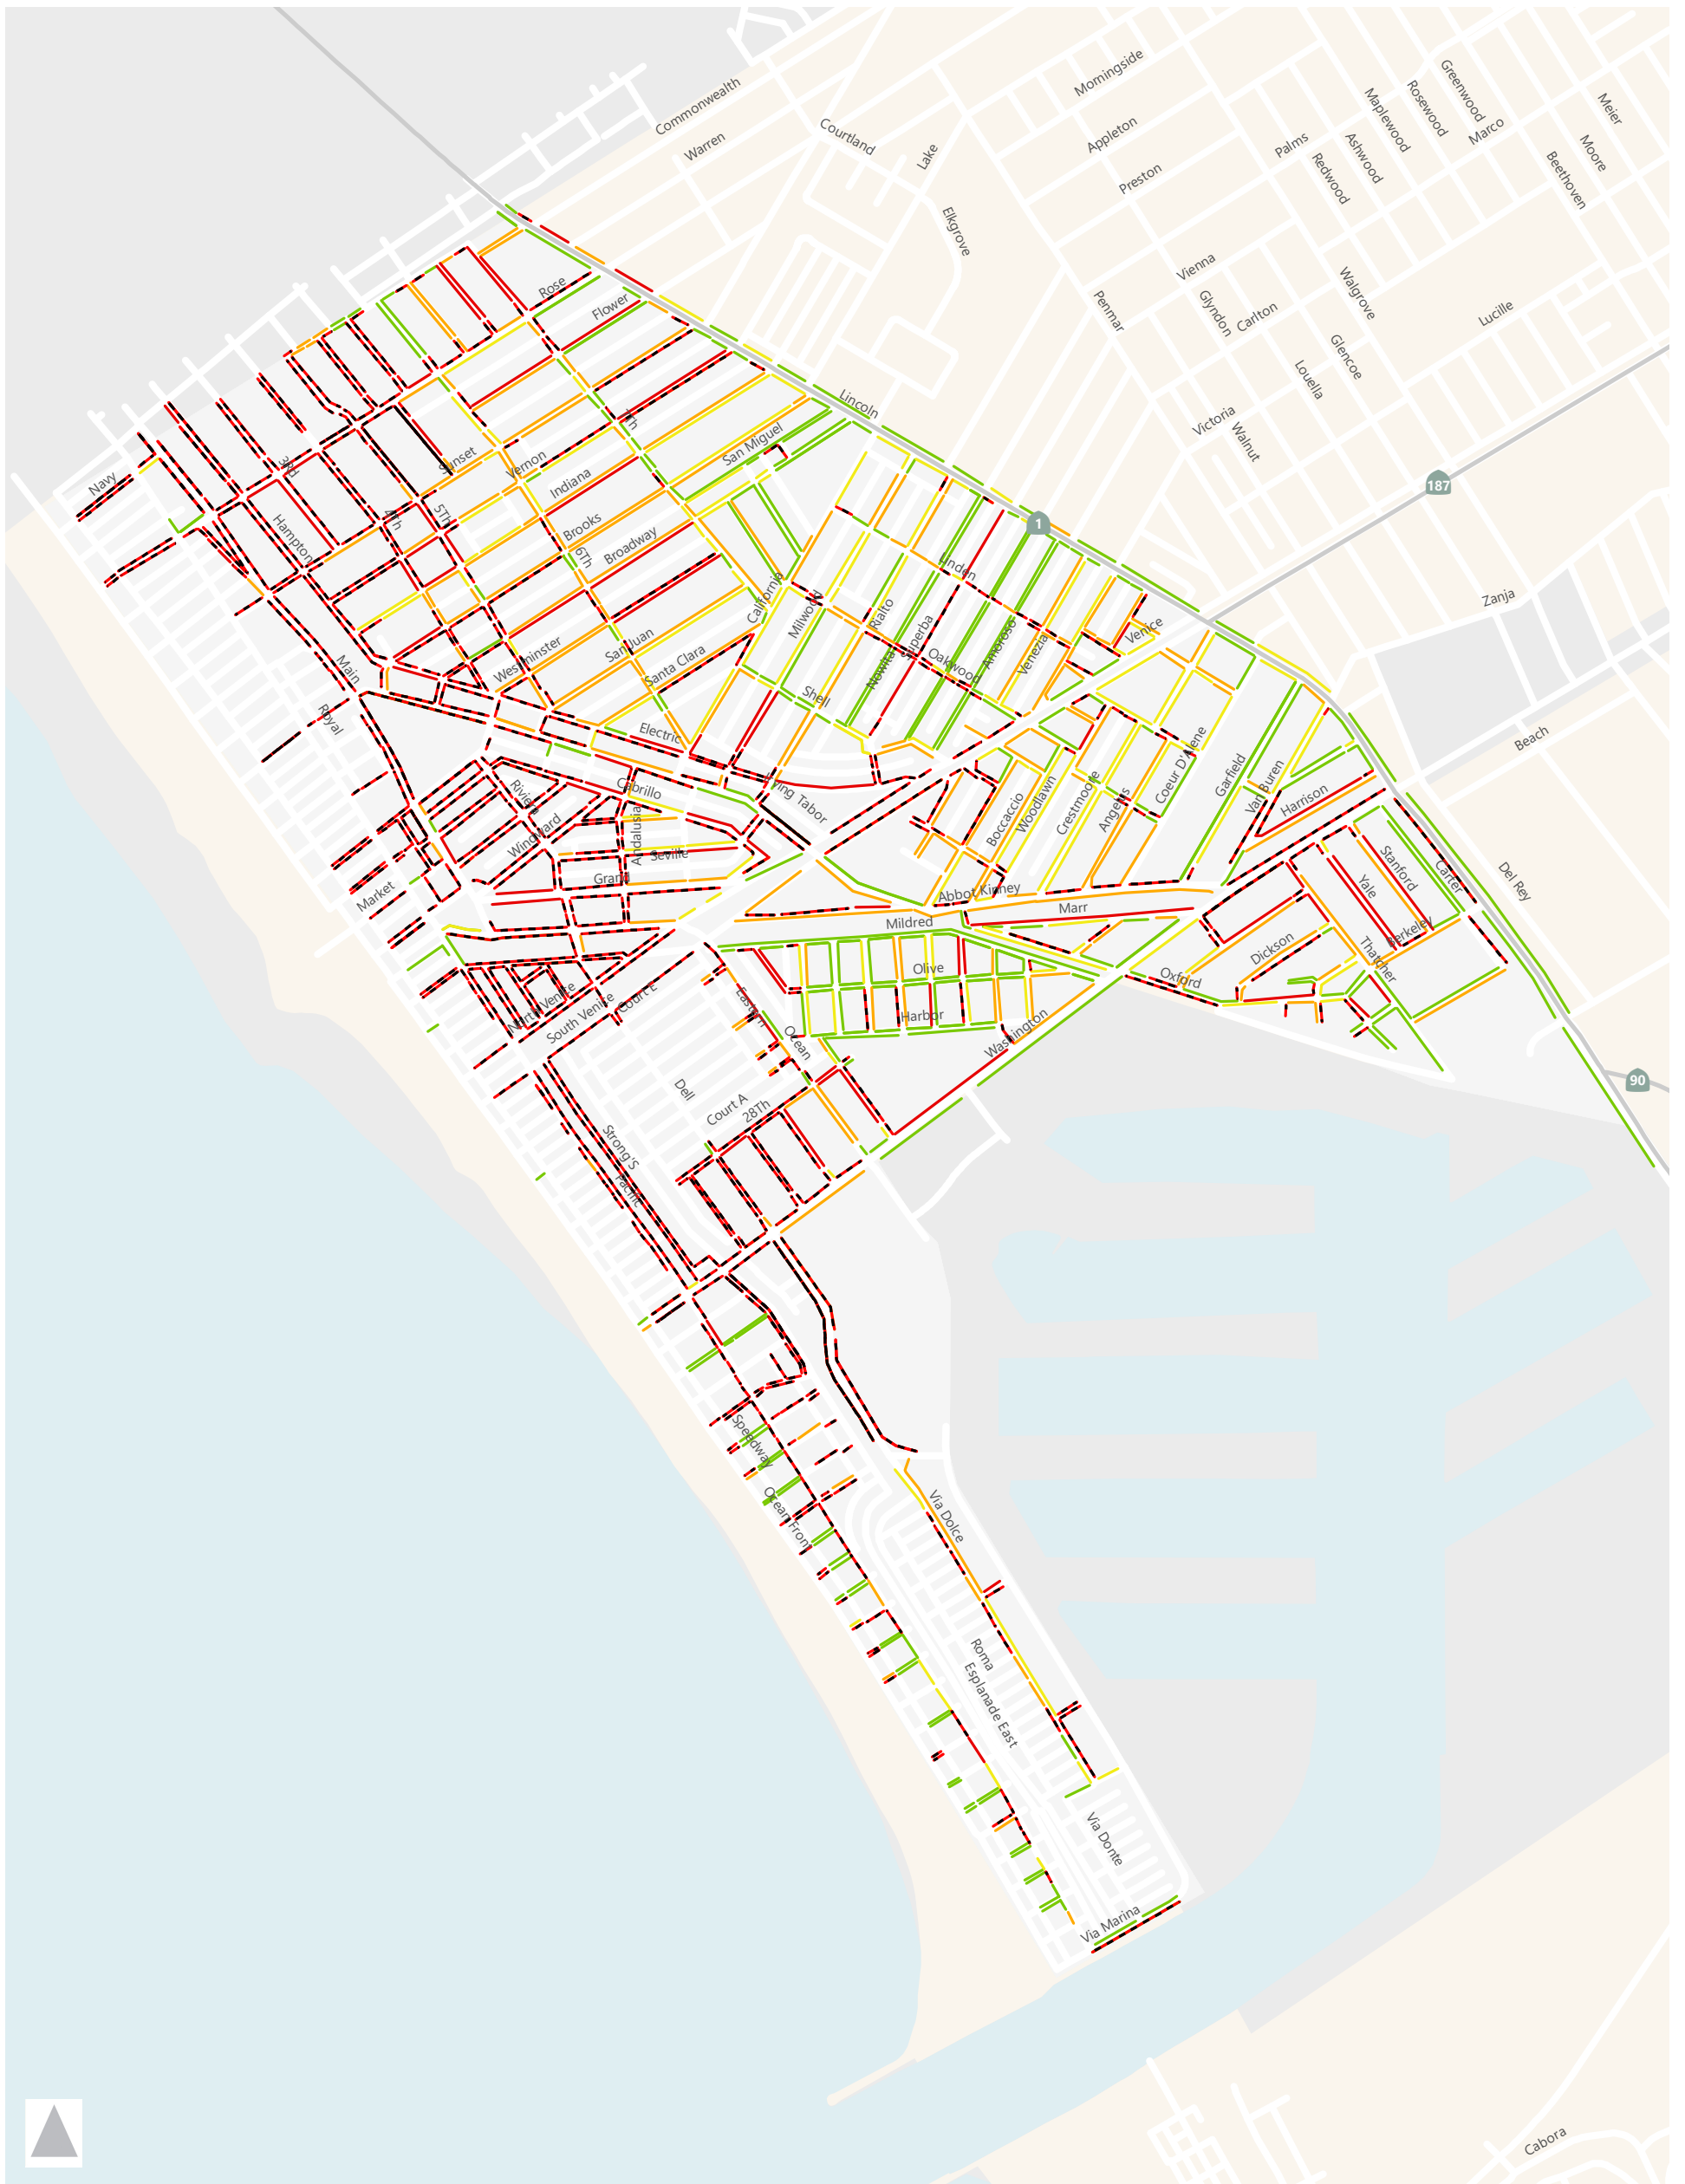 Commonwealth
Warren
Courtland
Lake
Elkgrove
Morningside
Appleton
Preston
Palms
Redwood
Ashwood
Maplewood
Rosewood
Greenwood
Marco
Meier
Moore
Beethoven
Penmar
Vienna
Glyndon
Carlton
Walgrove
Glencoe
Lucille
Louella
Victoria
Walnut
187
1
Zanja
Beach
Lincoln
Rose
Flower
7Th
San Miguel
Sunset
Vernon
Indiana
Brooks
Broadway
6Th
5Th
4Th
3Rd
Navy
Hampton
Main
Royal
Westminster
San Juan
Santa Clara
Electric
California
Milwood
Rialto
Linden
Superba
Nowita
Oakwood
Amoroso
Venezia
Venice
Shell
Irving Tabor
Cabrillo
Riviera
Windward
Andalusia
Seville
Grand
Market
Boccaccio
Woodlawn
Crestmoore
Angelus
Coeur D'Alene
Garfield
Van Buren
Harrison
Abbot Kinney
Marr
Mildred
Stanford
Yale
Carter
Berkeley
Thatcher
Dickson
Oxford
Del Rey
90
Olive
Harbor
Washington
Eastern
Ocean
North Venice
South Venice
Court E
Dell
Court A
28Th
Strong'S
Pacific
Speedway
Ocean Front
Via Dolce
Roma
Esplanade East
Via Donte
Via Marina
Cabora